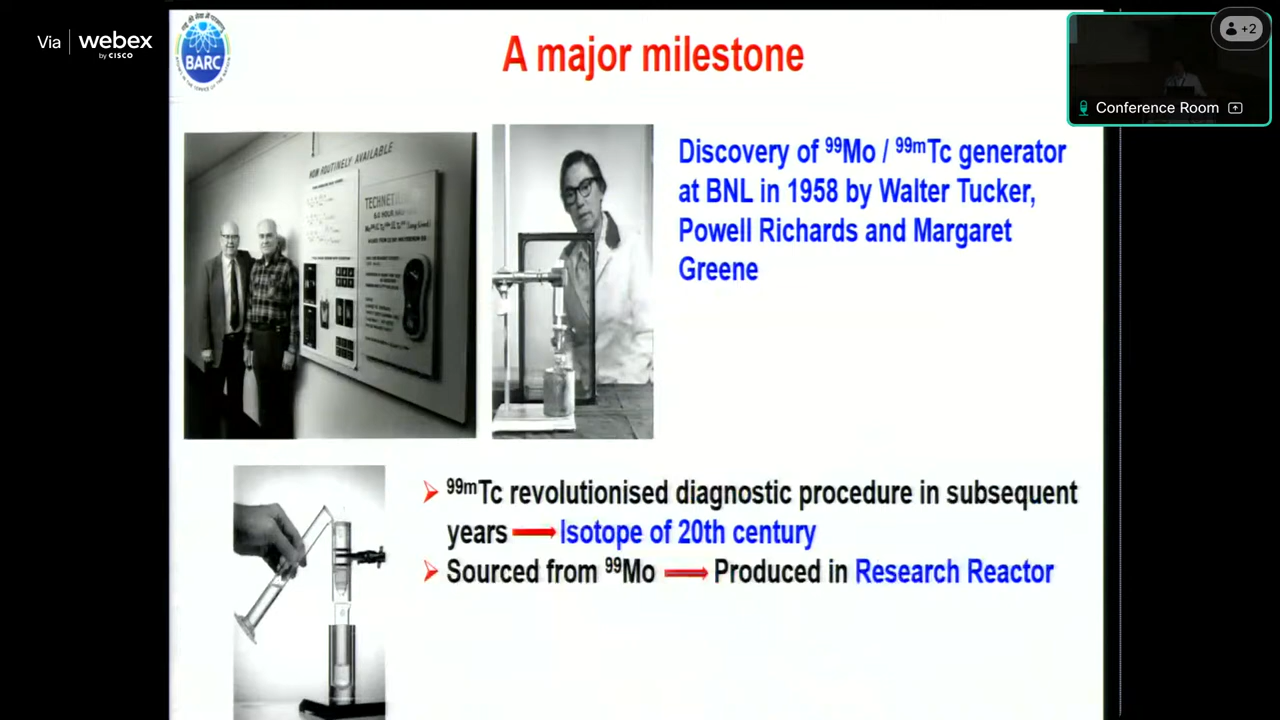 Via webex
by CISCO
BARC
A major milestone
+2
Conference Room
NOW ROUTINELY AVAILABLE
Discovery of ⁹⁹Mo / ⁹⁹ᵐTc generator
at BNL in 1958 by Walter Tucker,
Powell Richards and Margaret
Greene
➢ ⁹⁹ᵐTc revolutionised diagnostic procedure in subsequent
years → Isotope of 20th century
➢ Sourced from ⁹⁹Mo → Produced in Research Reactor